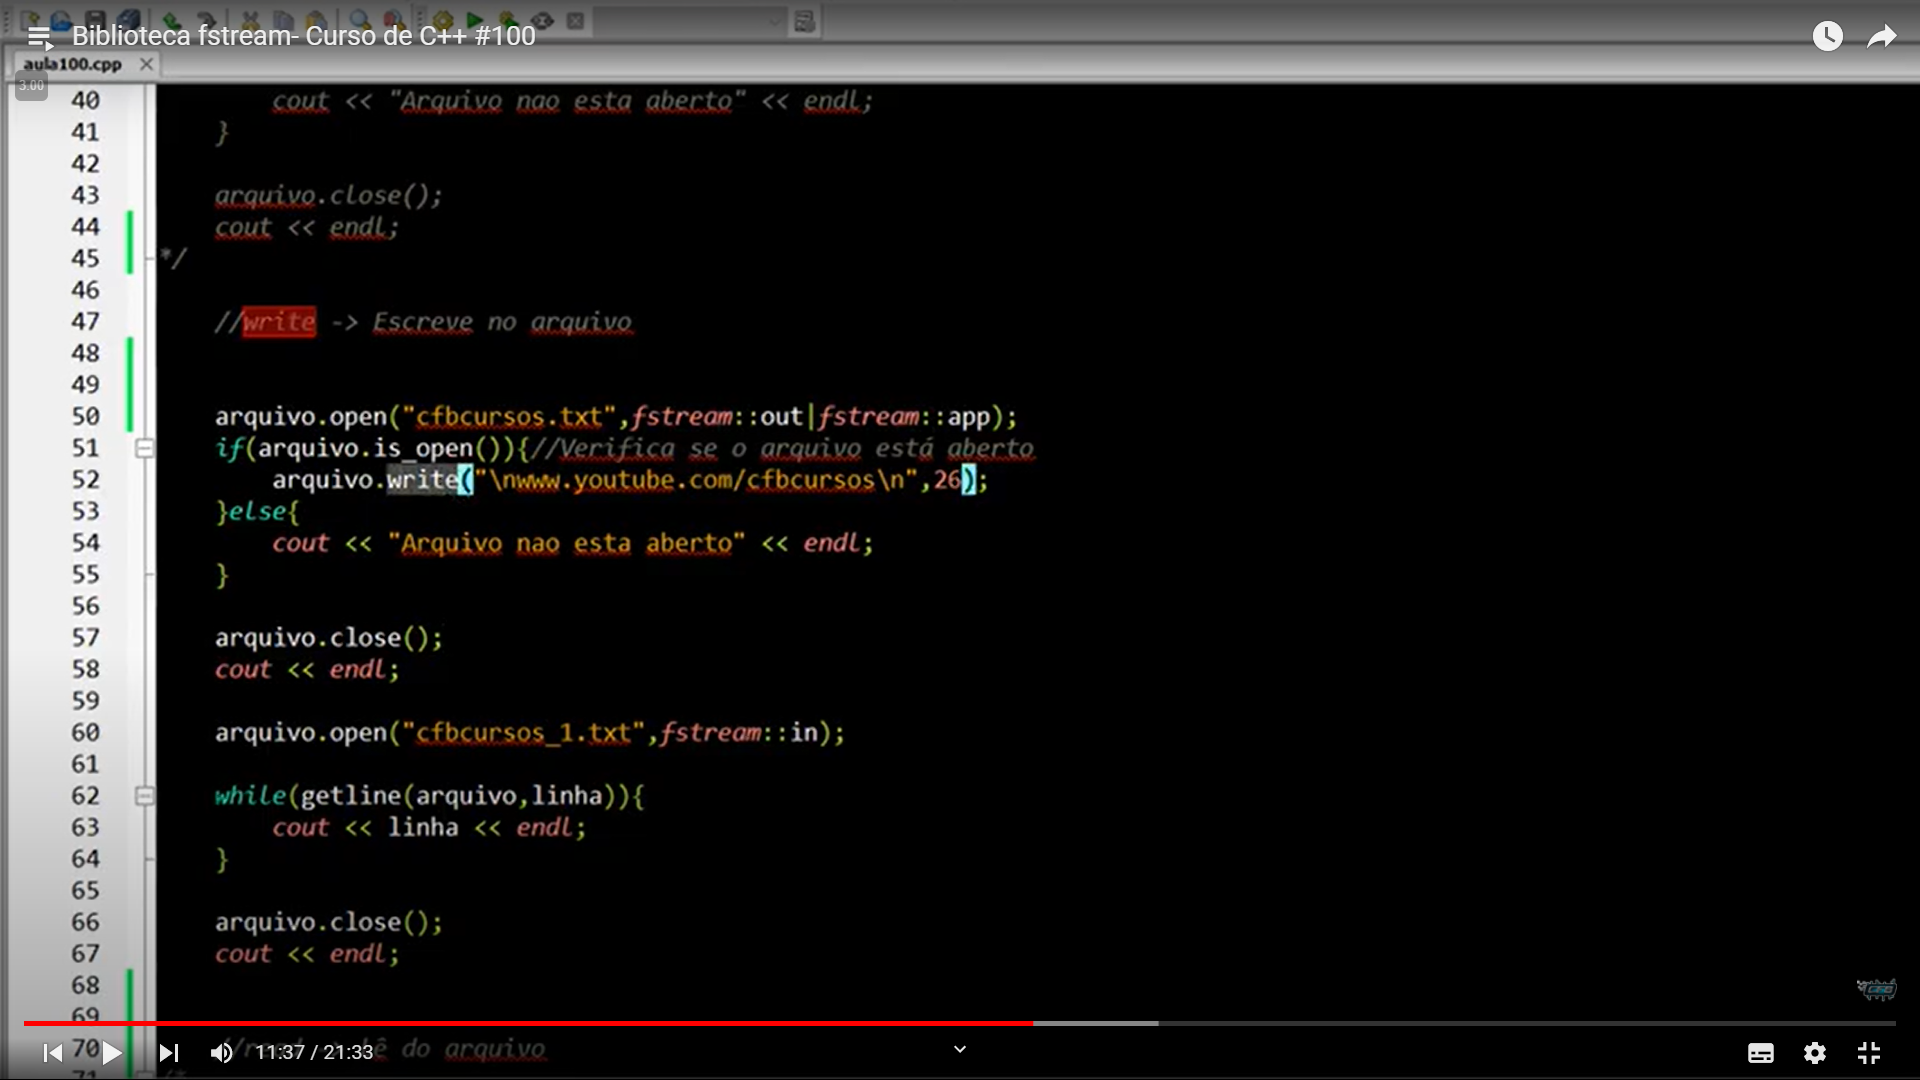 Biblioteca fstream- Curso de C++ #100
aula100.cpp
3.00
40 cout << "Arquivo nao esta aberto" << endl;
41 }
42
43 arquivo.close();
44 cout << endl;
45 */
46
47 //write -> Escreve no arquivo
48
49
50 arquivo.open("cfbcursos.txt",fstream::out|fstream::app);
51 if(arquivo.is_open()){//Verifica se o arquivo está aberto
52 arquivo.write("\nwww.youtube.com/cfbcursos\n",26);
53 }else{
54 cout << "Arquivo nao esta aberto" << endl;
55 }
56
57 arquivo.close();
58 cout << endl;
59
60 arquivo.open("cfbcursos_1.txt",fstream::in);
61
62 while(getline(arquivo,linha)){
63 cout << linha << endl;
64 }
65
66 arquivo.close();
67 cout << endl;
68
69
70 do arquivo
11:37 / 21:33
71 /*